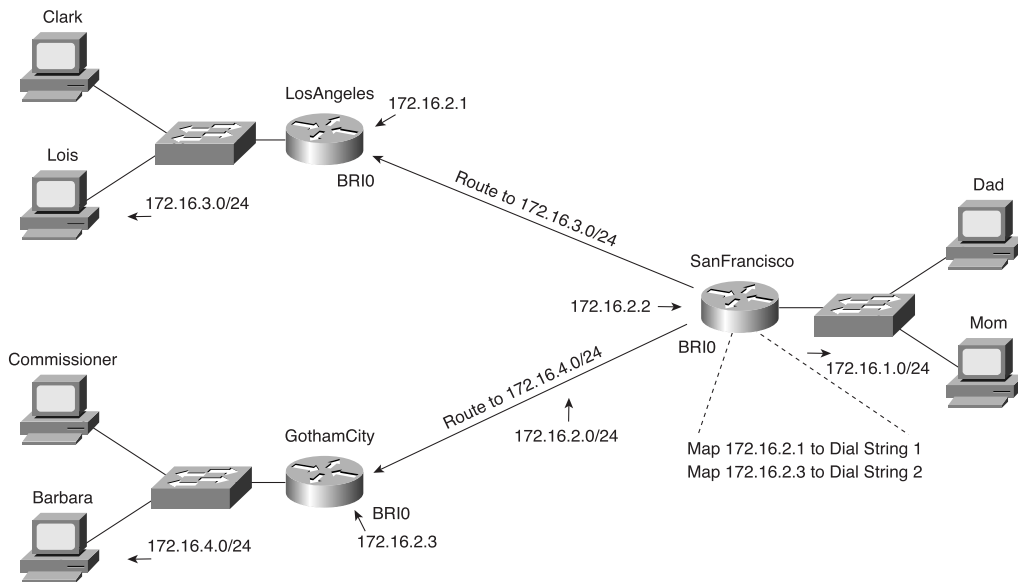 Clark
LosAngeles
172.16.2.1
Lois
BRI0
172.16.3.0/24
Route to 172.16.3.0/24
Dad
SanFrancisco
172.16.2.2
BRI0
Mom
172.16.1.0/24
Commissioner
Route to 172.16.4.0/24
172.16.2.0/24
GothamCity
Map 172.16.2.1 to Dial String 1
Map 172.16.2.3 to Dial String 2
Barbara
BRI0
172.16.2.3
172.16.4.0/24